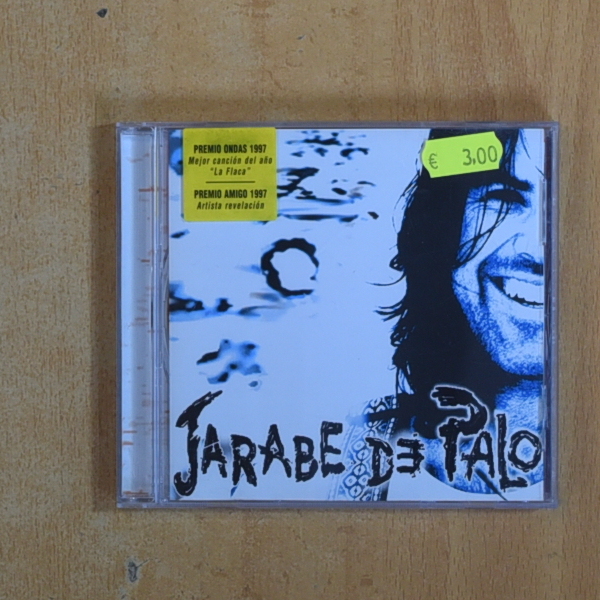 PREMIO ONDAS 1997
Mejor canción del año
"La Flaca"
PREMIO AMIGO 1997
Artista revelación
€ 3,00
JARABE DE PALO